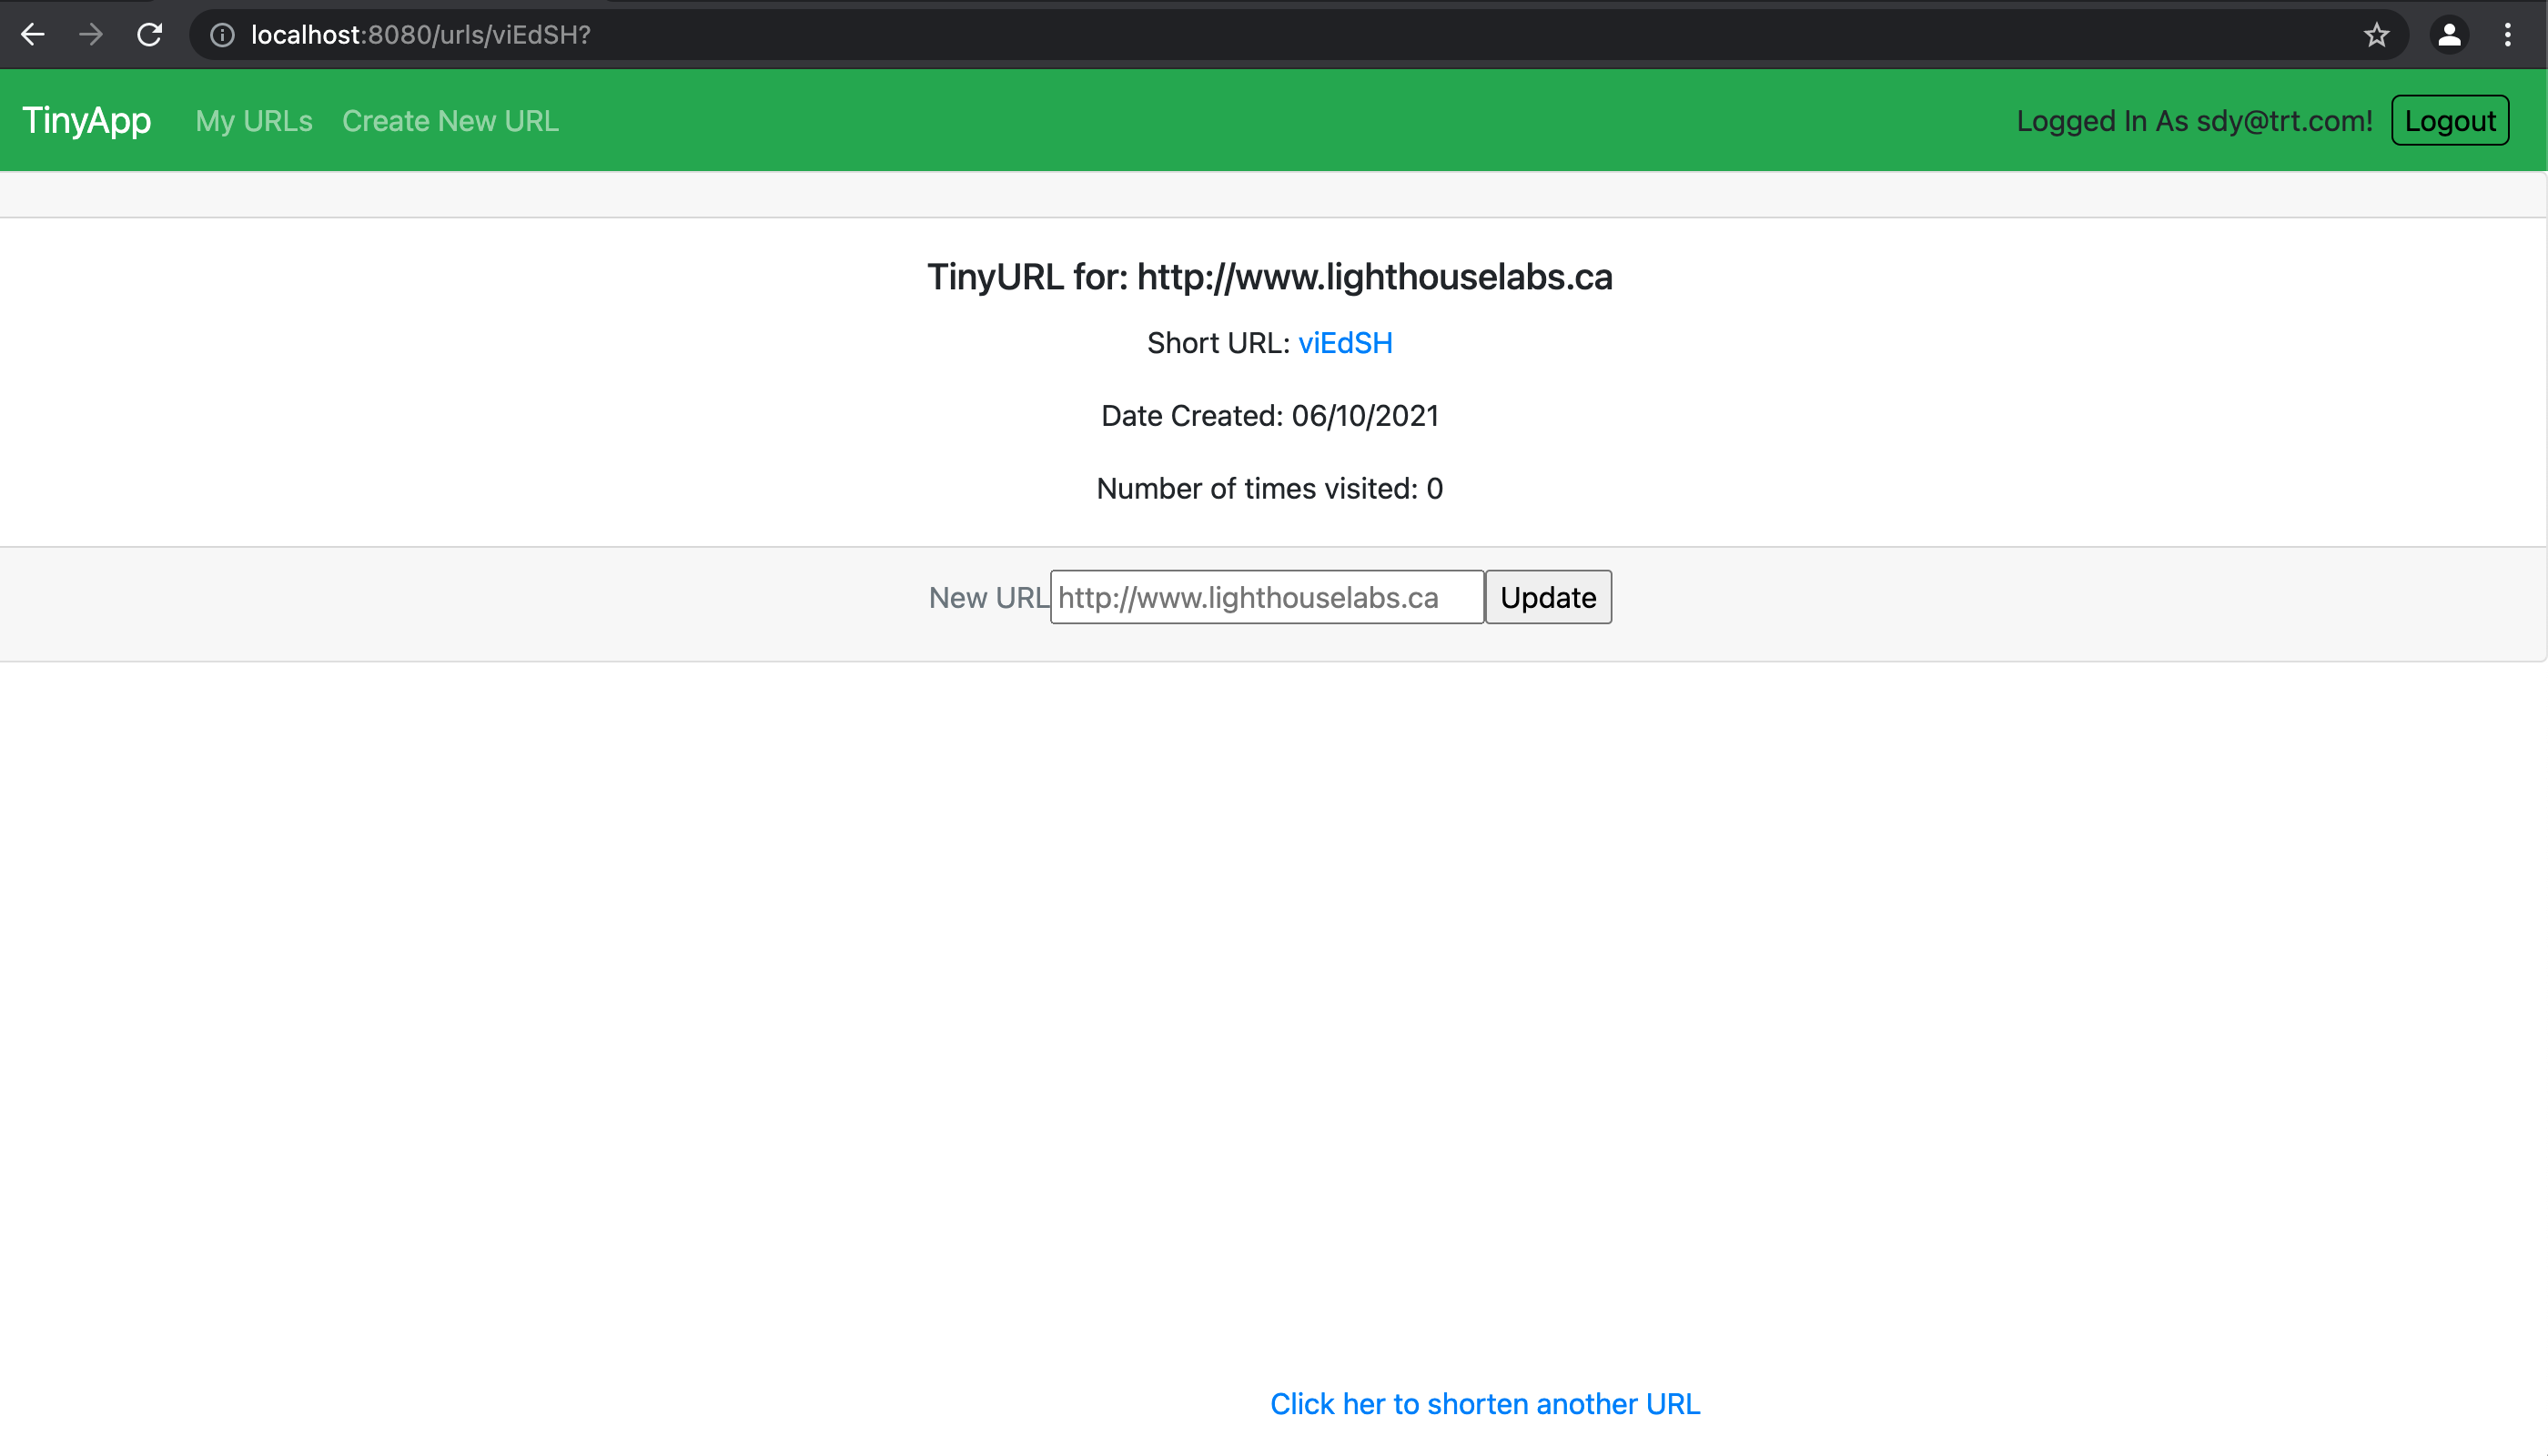 localhost:8080/urls/viEdSH?
TinyApp My URLs Create New URL Logged In As sdy@trt.com! Logout
TinyURL for: http://www.lighthouselabs.ca
Short URL: viEdSH
Date Created: 06/10/2021
Number of times visited: 0
New URL http://www.lighthouselabs.ca Update
Click her to shorten another URL